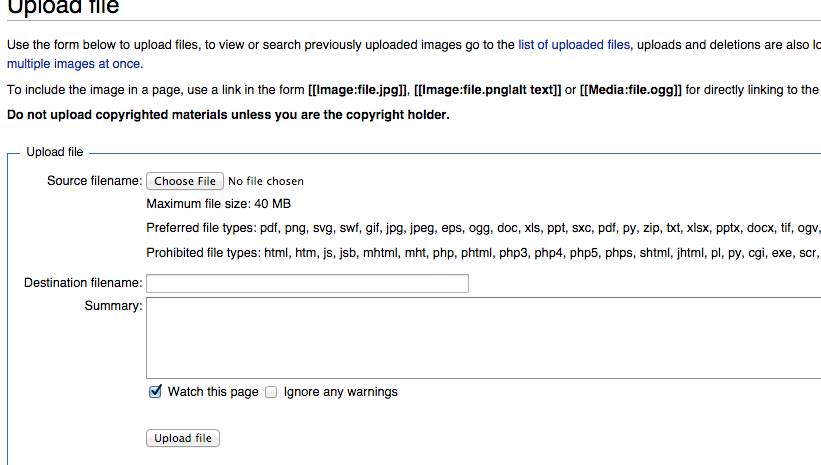 Upload file
Use the form below to upload files, to view or search previously uploaded images go to the list of uploaded files, uploads and deletions are also
multiple images at once.
To include the image in a page, use a link in the form [[Image:file.jpg]], [[Image:file.png|alt text]] or [[Media:file.ogg]] for directly linking to the
Do not upload copyrighted materials unless you are the copyright holder.
Upload file
Source filename: Choose File No file chosen
Maximum file size: 40 MB
Preferred file types: pdf, png, svg, swf, gif, jpg, jpeg, eps, ogg, doc, xls, ppt, sxc, pdf, py, zip, txt, xlsx, pptx, docx, tif, ogv,
Prohibited file types: html, htm, js, jsb, mhtml, mht, php, phtml, php3, php4, php5, phps, shtml, jhtml, pl, py, cgi, exe, scr,
Destination filename:
Summary:
Watch this page Ignore any warnings
Upload file